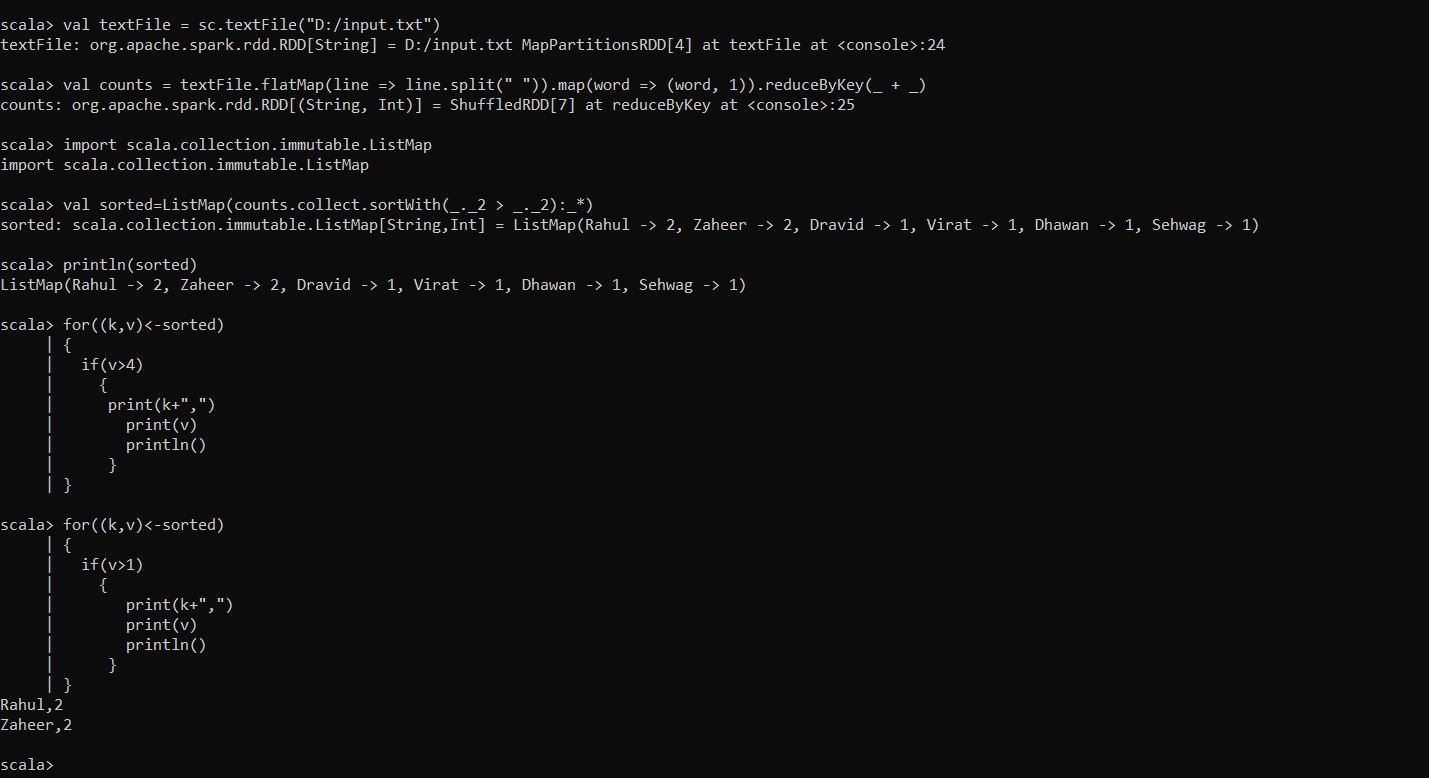 scala> val textFile = sc.textFile("D:/input.txt")
textFile: org.apache.spark.rdd.RDD[String] = D:/input.txt MapPartitionsRDD[4] at textFile at <console>:24
scala> val counts = textFile.flatMap(line => line.split(" ")).map(word => (word, 1)).reduceByKey(_ + _)
counts: org.apache.spark.rdd.RDD[(String, Int)] = ShuffledRDD[7] at reduceByKey at <console>:25
scala> import scala.collection.immutable.ListMap
import scala.collection.immutable.ListMap
scala> val sorted=ListMap(counts.collect.sortWith(_._2 > _._2):_*)
sorted: scala.collection.immutable.ListMap[String,Int] = ListMap(Rahul -> 2, Zaheer -> 2, Dravid -> 1, Virat -> 1, Dhawan -> 1, Sehwag -> 1)
scala> println(sorted)
ListMap(Rahul -> 2, Zaheer -> 2, Dravid -> 1, Virat -> 1, Dhawan -> 1, Sehwag -> 1)
scala> for((k,v)<-sorted)
     | {
     |   if(v>4)
     |     {
     |      print(k+",")
     |        print(v)
     |        println()
     |      }
     | }
scala> for((k,v)<-sorted)
     | {
     |   if(v>1)
     |     {
     |        print(k+",")
     |        print(v)
     |        println()
     |      }
     | }
Rahul,2
Zaheer,2
scala>